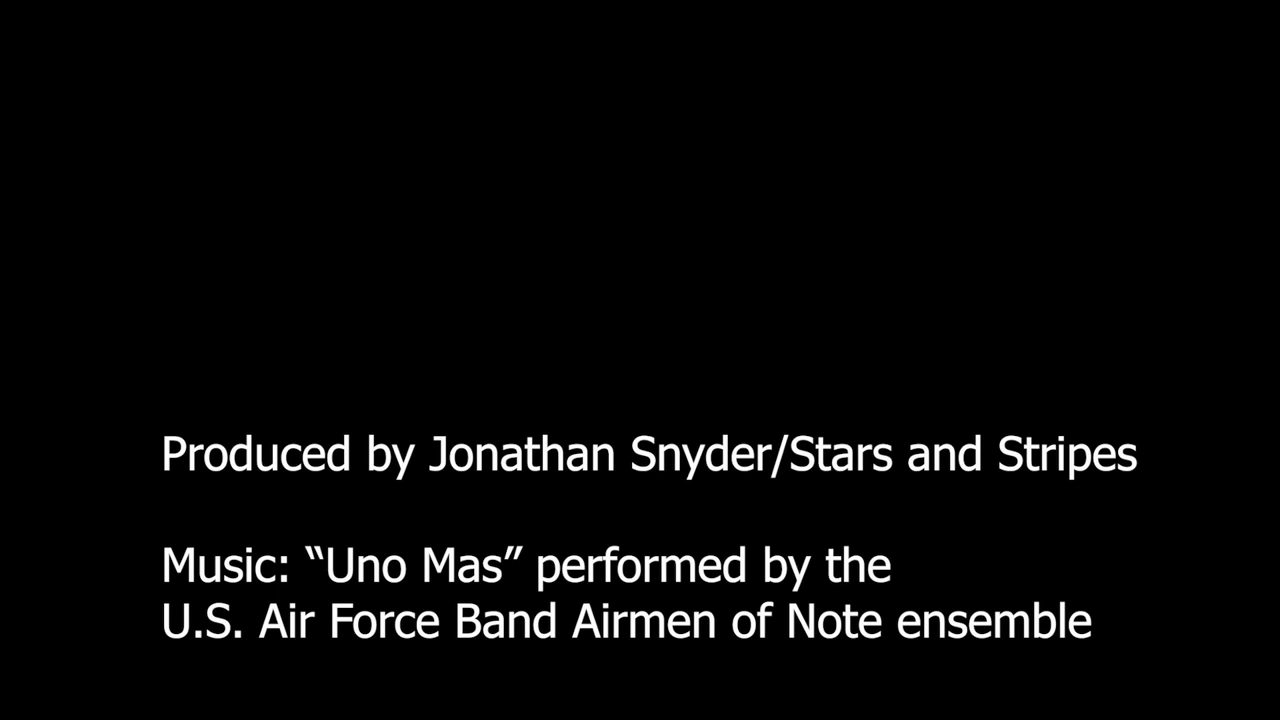 Produced by Jonathan Snyder/Stars and Stripes
Music: “Uno Mas” performed by the
U.S. Air Force Band Airmen of Note ensemble